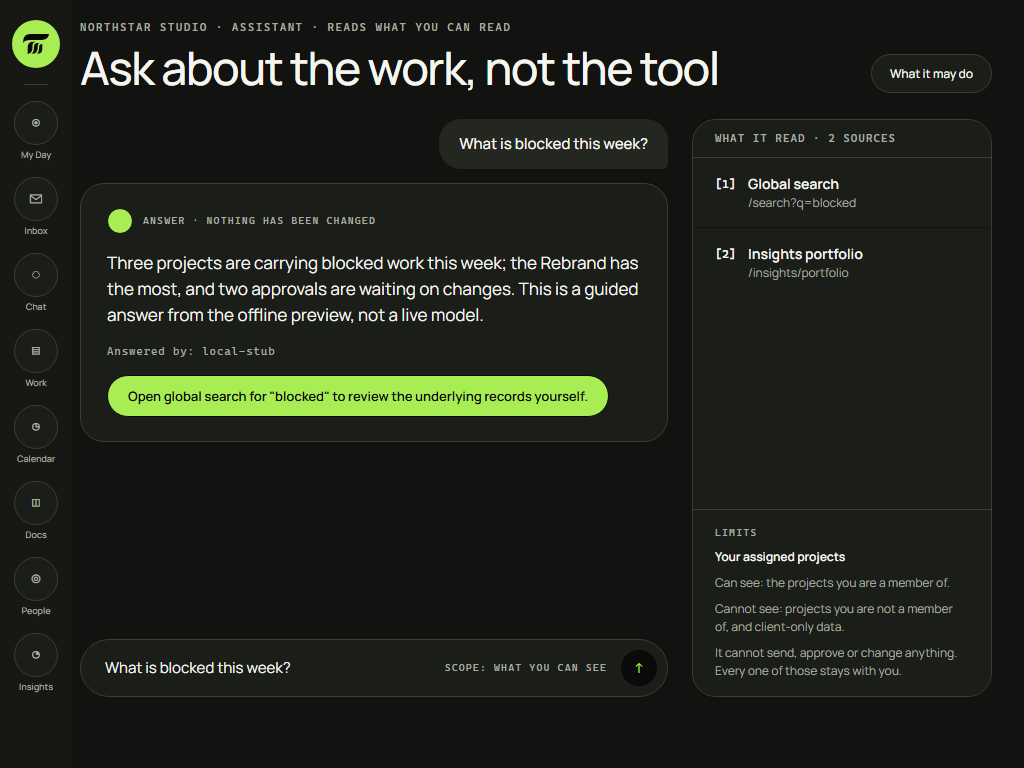 NORTHSTAR STUDIO · ASSISTANT · READS WHAT YOU CAN READ
Ask about the work, not the tool
What it may do
My Day
Inbox
Chat
Work
Calendar
Docs
People
Insights
What is blocked this week?
ANSWER · NOTHING HAS BEEN CHANGED
Three projects are carrying blocked work this week; the Rebrand has
the most, and two approvals are waiting on changes. This is a guided
answer from the offline preview, not a live model.
Answered by: local-stub
Open global search for "blocked" to review the underlying records yourself.
What is blocked this week?
SCOPE: WHAT YOU CAN SEE
↑
WHAT IT READ · 2 SOURCES
[1] Global search
/search?q=blocked
[2] Insights portfolio
/insights/portfolio
LIMITS
Your assigned projects
Can see: the projects you are a member of.
Cannot see: projects you are not a member
of, and client-only data.
It cannot send, approve or change anything.
Every one of those stays with you.